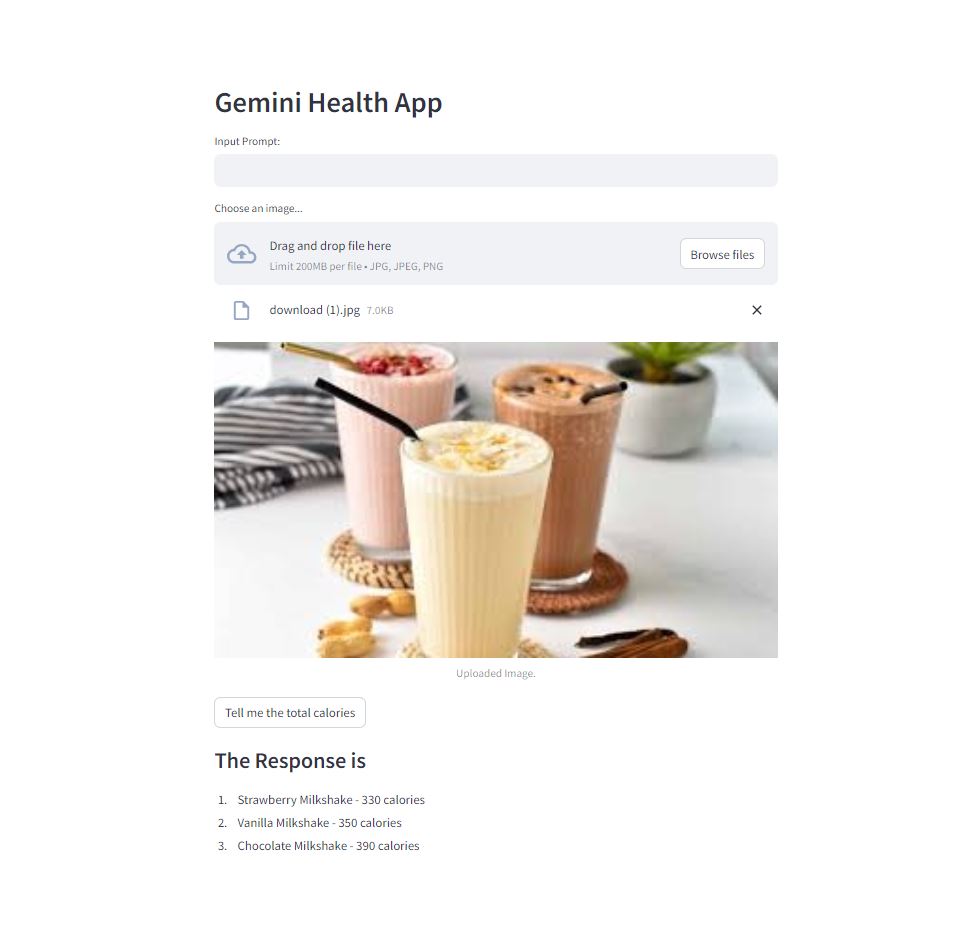 Gemini Health App
Input Prompt:
Choose an image...
Drag and drop file here
Limit 200MB per file • JPG, JPEG, PNG
Browse files
download (1).jpg 7.0KB
Uploaded Image.
Tell me the total calories
The Response is
1. Strawberry Milkshake - 330 calories
2. Vanilla Milkshake - 350 calories
3. Chocolate Milkshake - 390 calories